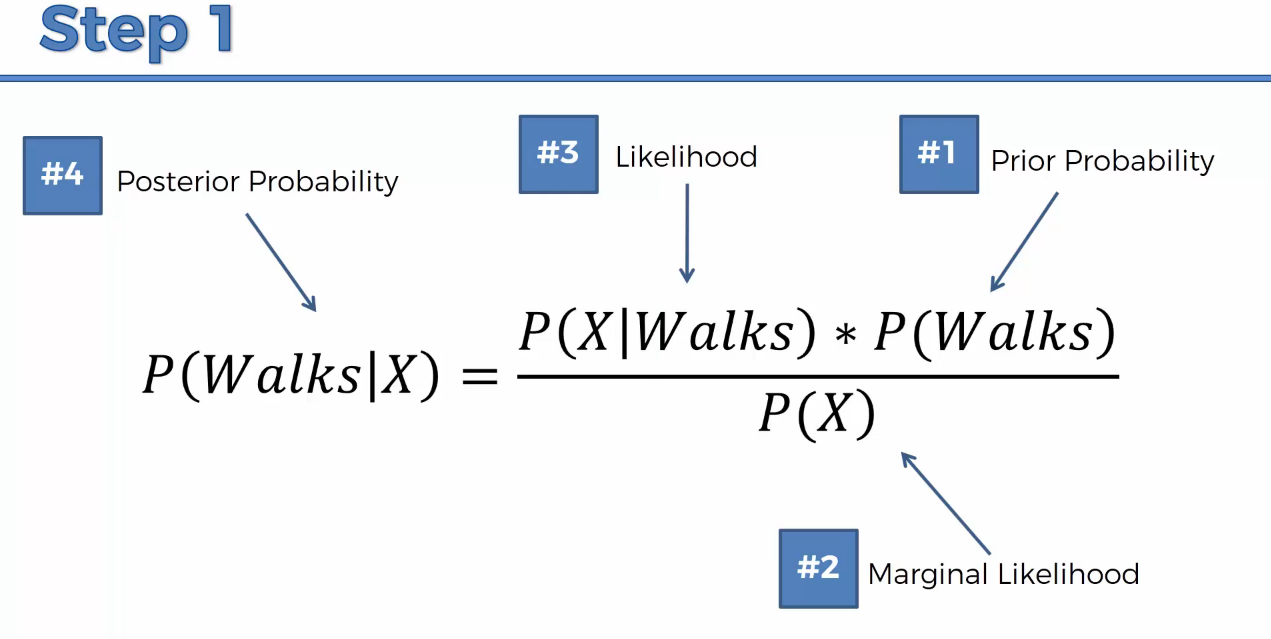 Step 1
#4 Posterior Probability
#3 Likelihood
#1 Prior Probability
P(Walks|X) = P(X|Walks) * P(Walks)
P(X)
#2 Marginal Likelihood